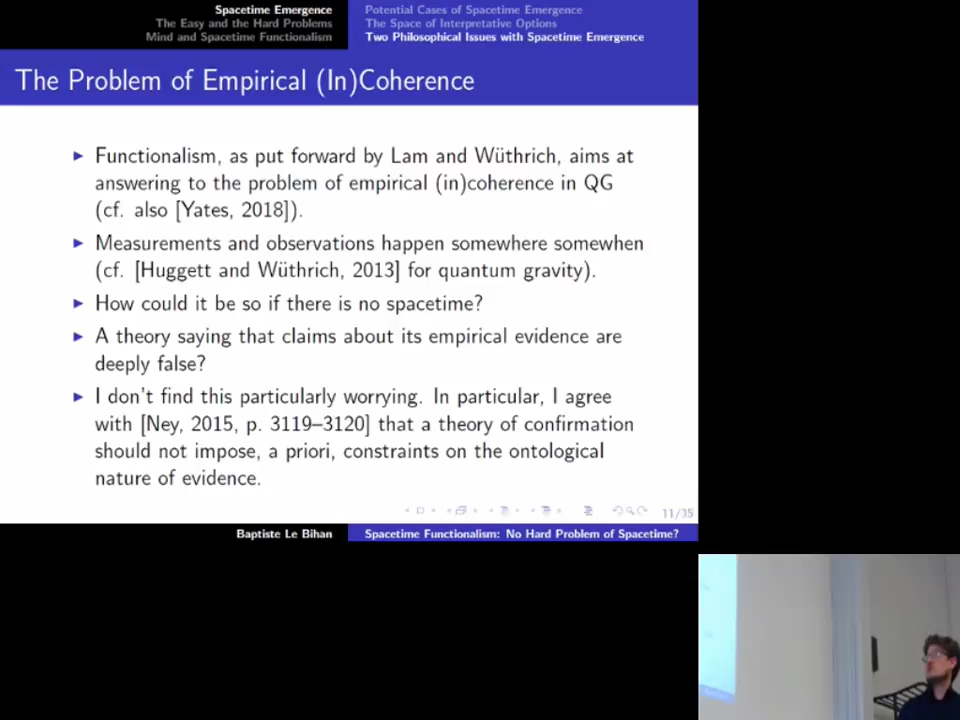 Spacetime Emergence
The Easy and the Hard Problems
Mind and Spacetime Functionalism
Potential Cases of Spacetime Emergence
The Space of Interpretative Options
Two Philosophical Issues with Spacetime Emergence
The Problem of Empirical (In)Coherence
Functionalism, as put forward by Lam and Wüthrich, aims at
answering to the problem of empirical (in)coherence in QG
(cf. also [Yates, 2018]).
Measurements and observations happen somewhere somewhen
(cf. [Huggett and Wüthrich, 2013] for quantum gravity).
How could it be so if there is no spacetime?
A theory saying that claims about its empirical evidence are
deeply false?
I don't find this particularly worrying. In particular, I agree
with [Ney, 2015, p. 3119–3120] that a theory of confirmation
should not impose, a priori, constraints on the ontological
nature of evidence.
11/35
Baptiste Le Bihan
Spacetime Functionalism: No Hard Problem of Spacetime?